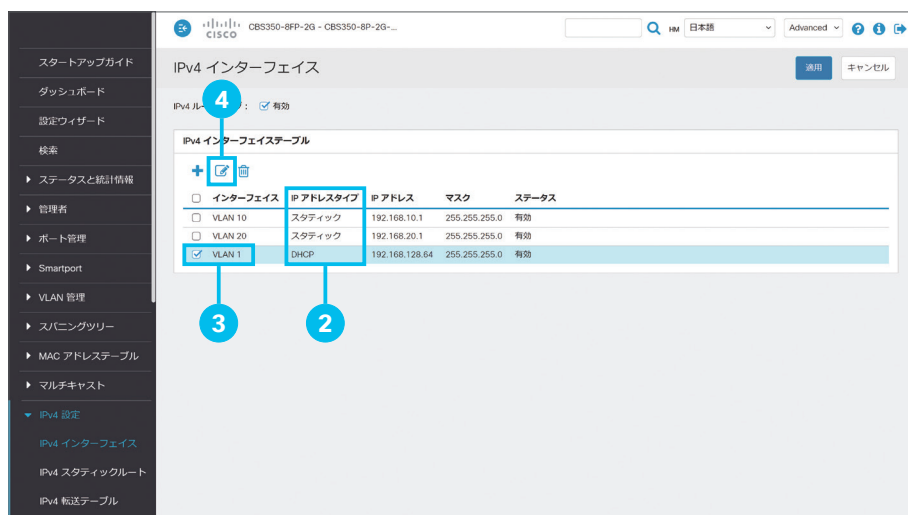 CISCO CBS350-8FP-2G - CBS350-8P-2G-... HM 日本語 Advanced
スタートアップガイド
ダッシュボード
設定ウィザード
検索
ステータスと統計情報
管理者
ポート管理
Smartport
VLAN 管理
スパニングツリー
MAC アドレステーブル
マルチキャスト
IPv4 設定
IPv4 インターフェイス
IPv4 スタティックルート
IPv4 転送テーブル
IPv4 インターフェイス
適用 キャンセル
4
: 有効
IPv4 インターフェイステーブル
インターフェイス IP アドレスタイプ IP アドレス マスク ステータス
VLAN 10 スタティック 192.168.10.1 255.255.255.0 有効
VLAN 20 スタティック 192.168.20.1 255.255.255.0 有効
VLAN 1 DHCP 192.168.128.64 255.255.255.0 有効
3 2